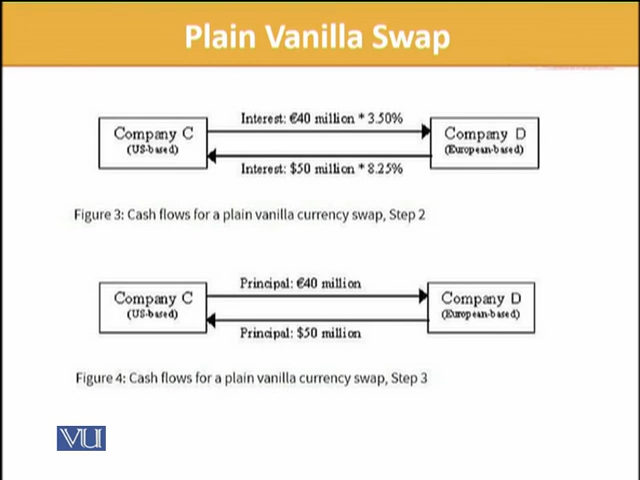 Plain Vanilla Swap
Interest: €40 million * 3.50%
Company C
(US-based)
Company D
(European-based)
Interest: $50 million * 8.25%
Figure 3: Cash flows for a plain vanilla currency swap, Step 2
Principal: €40 million
Company C
(US-based)
Company D
(European-based)
Principal: $50 million
Figure 4: Cash flows for a plain vanilla currency swap, Step 3
VU